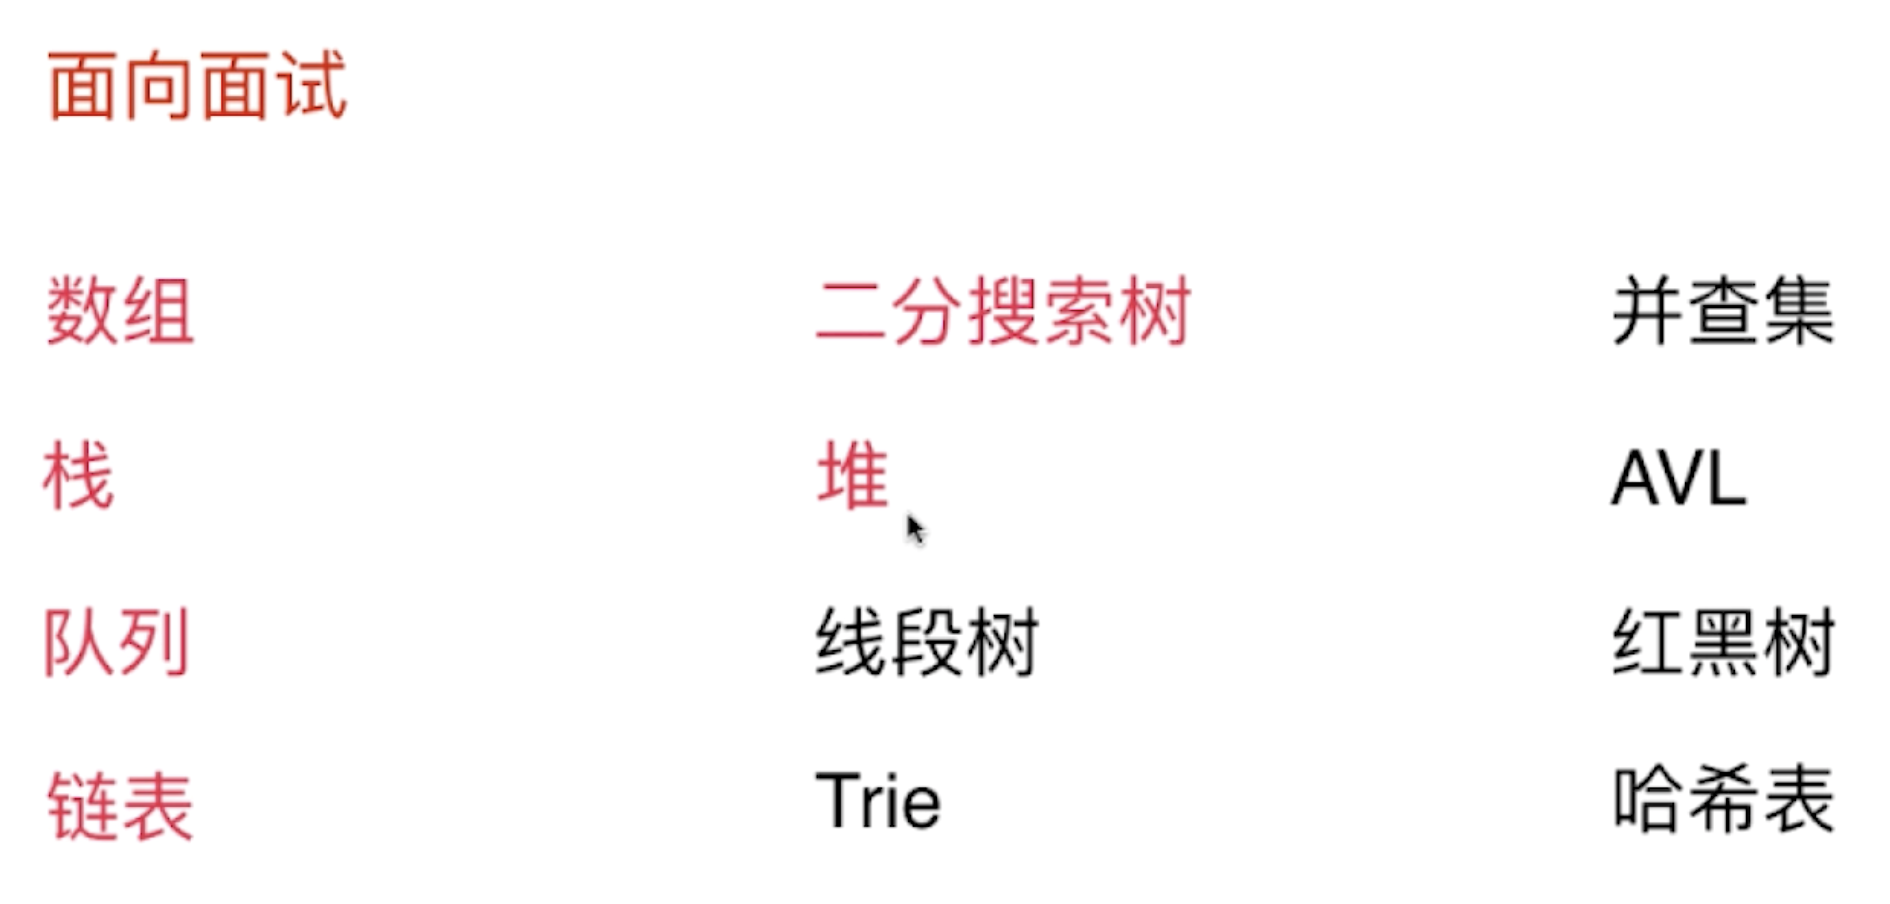 面向面试
数组 二分搜索树 并查集
栈 堆 AVL
队列 线段树 红黑树
链表 Trie 哈希表